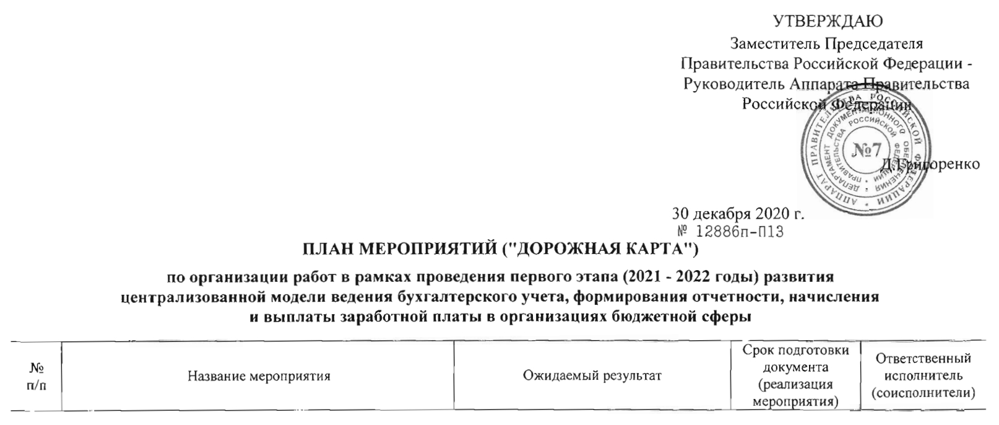 УТВЕРЖДАЮ
Заместитель Председателя
Правительства Российской Федерации -
Руководитель Аппарата Правительства
Российской Федерации
АППАРАТ ПРАВИТЕЛЬСТВА РОССИЙСКОЙ ФЕДЕРАЦИИ
ДЕПАРТАМЕНТ ДОКУМЕНТАЦИОННОГО ОБЕСПЕЧЕНИЯ
ПРАВИТЕЛЬСТВА РОССИЙСКОЙ ФЕДЕРАЦИИ
№7
Д.Григоренко
30 декабря 2020 г.
№ 12886п-П13
ПЛАН МЕРОПРИЯТИЙ ("ДОРОЖНАЯ КАРТА")
по организации работ в рамках проведения первого этапа (2021 - 2022 годы) развития
централизованной модели ведения бухгалтерского учета, формирования отчетности, начисления
и выплаты заработной платы в организациях бюджетной сферы
№
п/п
Название мероприятия
Ожидаемый результат
Срок подготовки
документа
(реализация
мероприятия)
Ответственный
исполнитель
(соисполнители)